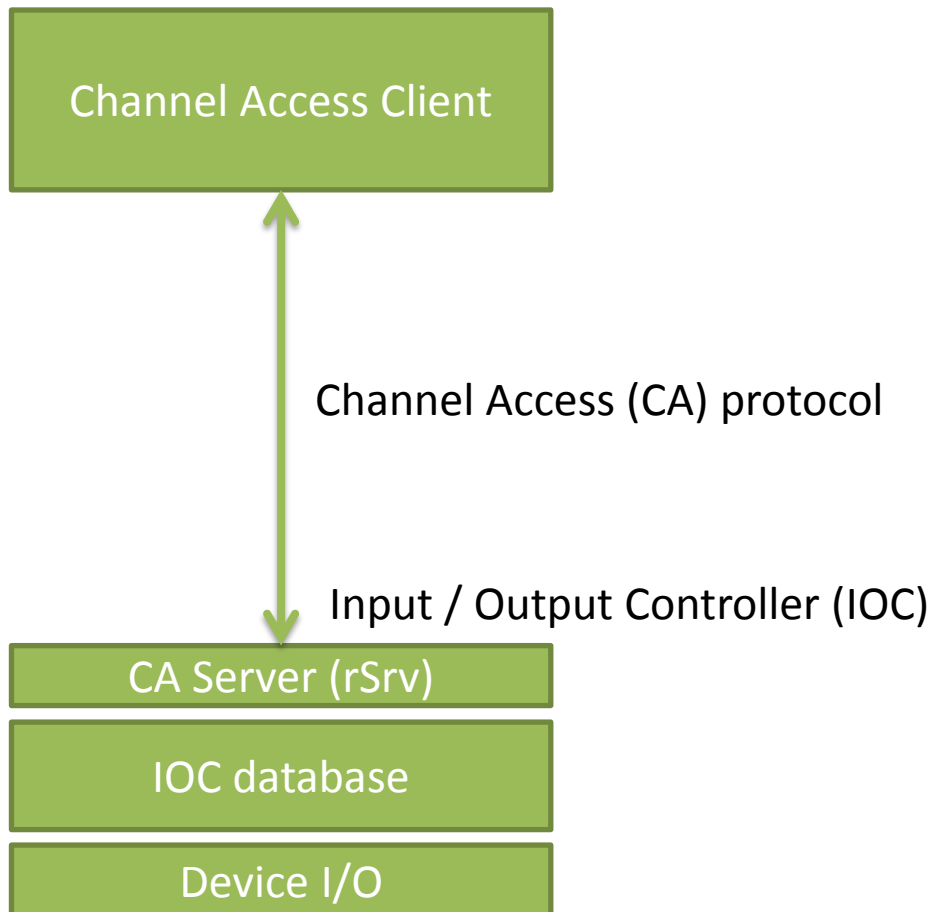 Channel Access Client
Channel Access (CA) protocol
Input / Output Controller (IOC)
CA Server (rSrv)
IOC database
Device I/O